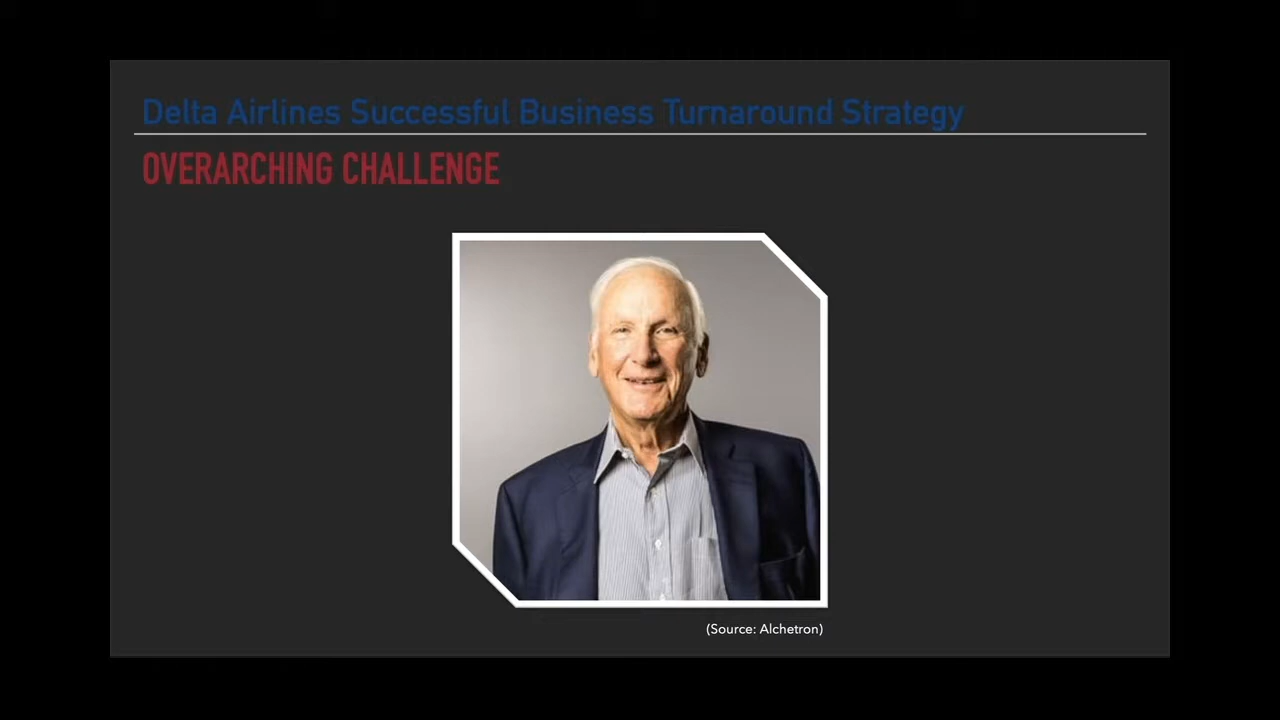 Delta Airlines Successful Business Turnaround Strategy
OVERARCHING CHALLENGE
(Source: Alchetron)